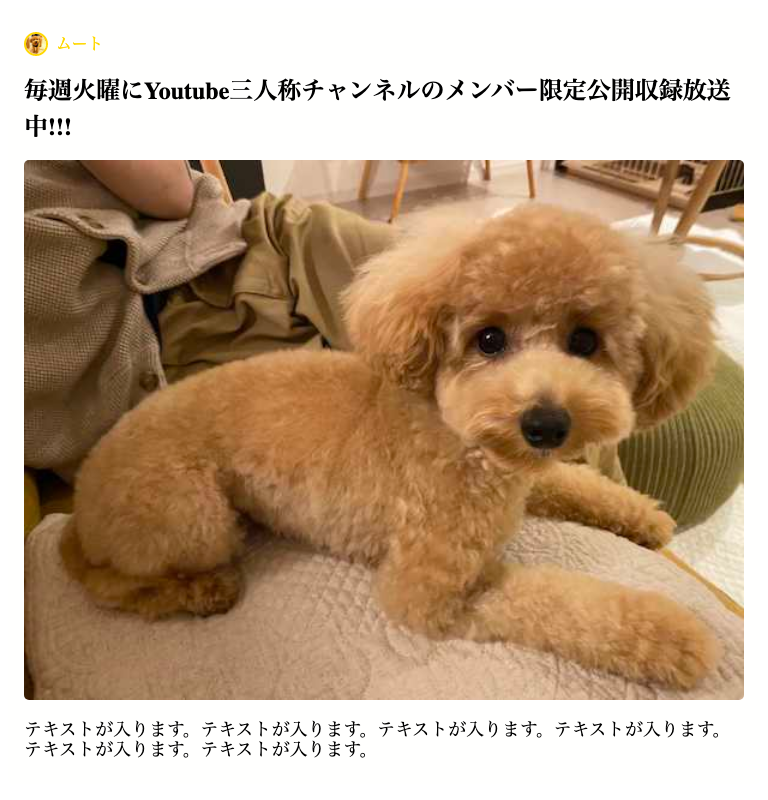 ムート
毎週火曜にYoutube三人称チャンネルのメンバー限定公開収録放送
中!!!
テキストが入ります。テキストが入ります。テキストが入ります。テキストが入ります。
テキストが入ります。テキストが入ります。